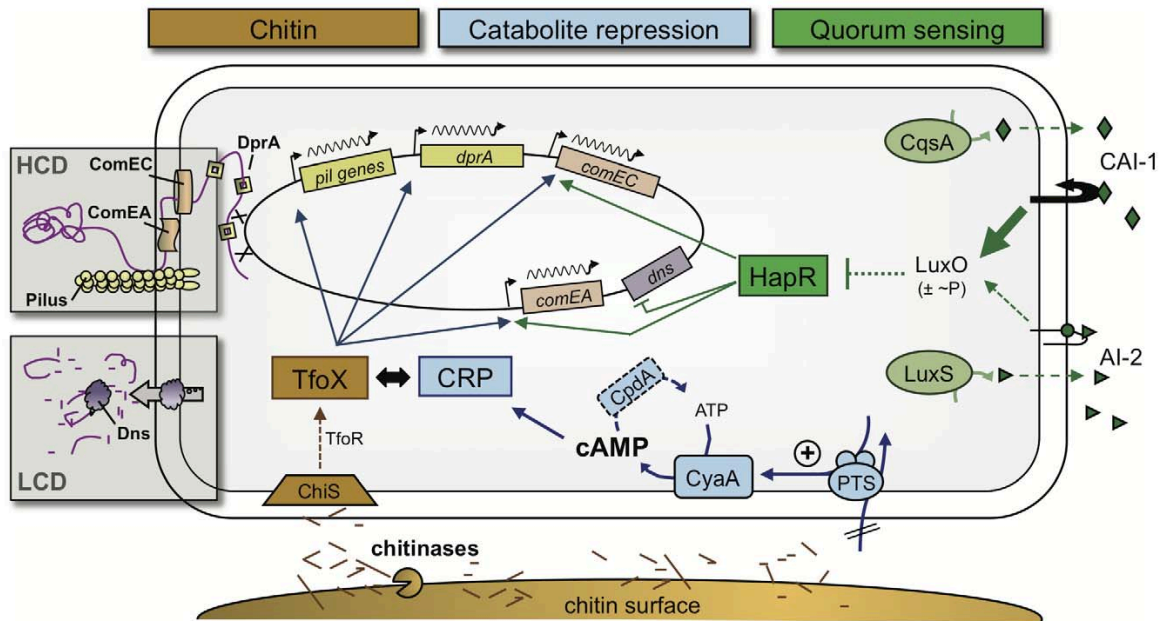 Chitin
Catabolite repression
Quorum sensing
HCD
ComEC
ComEA
Pilus
DprA
pil genes
dprA
comEC
comEA
dns
CqsA
CAI-1
HapR
LuxO
(± ~P)
LuxS
AI-2
LCD
Dns
TfoX
CRP
TfoR
ChiS
CpdA
ATP
cAMP
CyaA
+
PTS
chitinases
chitin surface